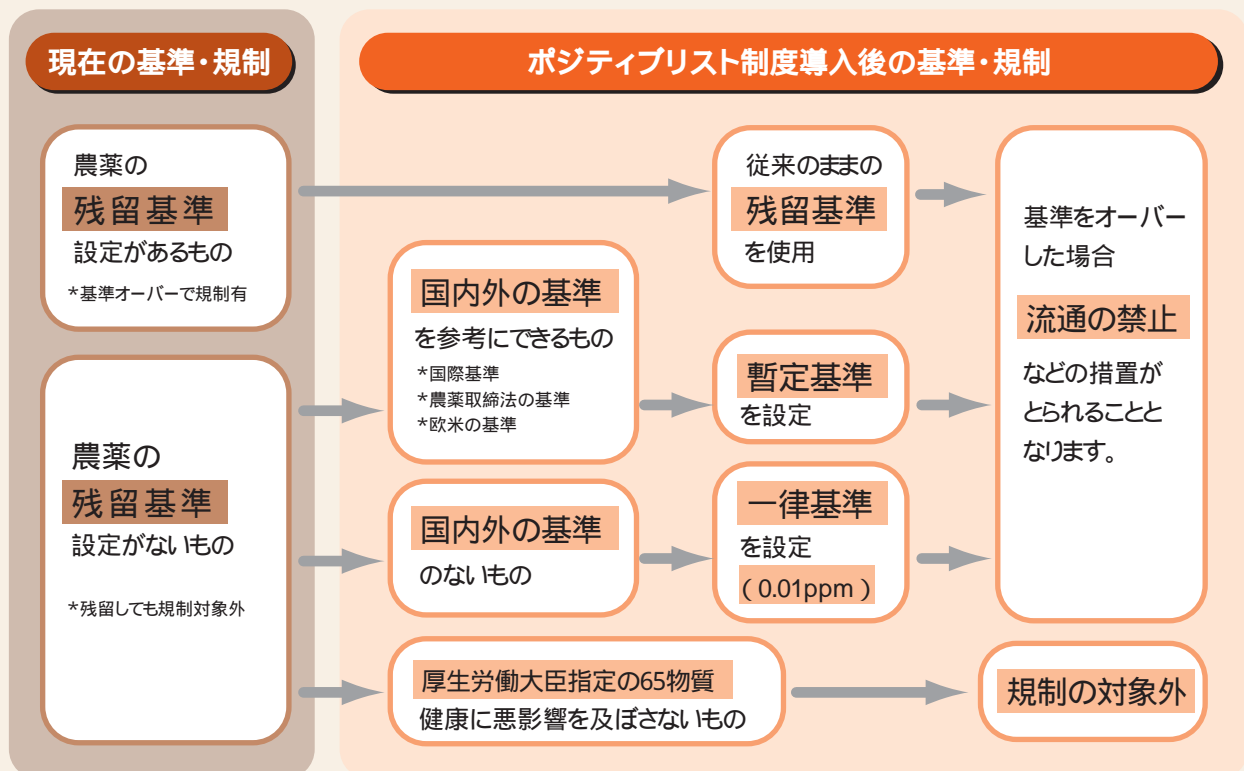 現在の基準・規制
ポジティブリスト制度導入後の基準・規制
農薬の
残留基準
設定があるもの
*基準オーバーで規制有
従来のままの
残留基準
を使用
基準をオーバー
した場合
流通の禁止
などの措置が
とられることと
なります。
国内外の基準
を参考にできるもの
*国際基準
*農薬取締法の基準
*欧米の基準
暫定基準
を設定
農薬の
残留基準
設定がないもの
*残留しても規制対象外
国内外の基準
のないもの
一律基準
を設定
(0.01ppm)
厚生労働大臣指定の65物質
健康に悪影響を及ぼさないもの
規制の対象外